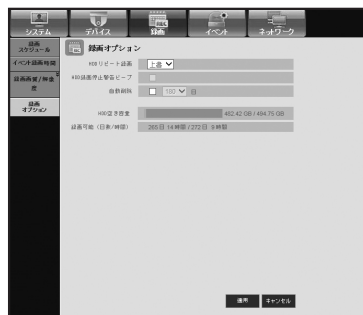 システム
デバイス
録画
イベント
ネットワーク
録画
スケジュール
イベント録画時間
録画画質/解像
度
録画
オプション
REC
録画オプション
HDDリピート録画
上書
HDD録画停止警告ビープ
自動削除
180 日
HDD空き容量
482.42 GB / 494.75 GB
録画可能(日数/時間)
265日 14時間 / 272日 9時間
適用
キャンセル